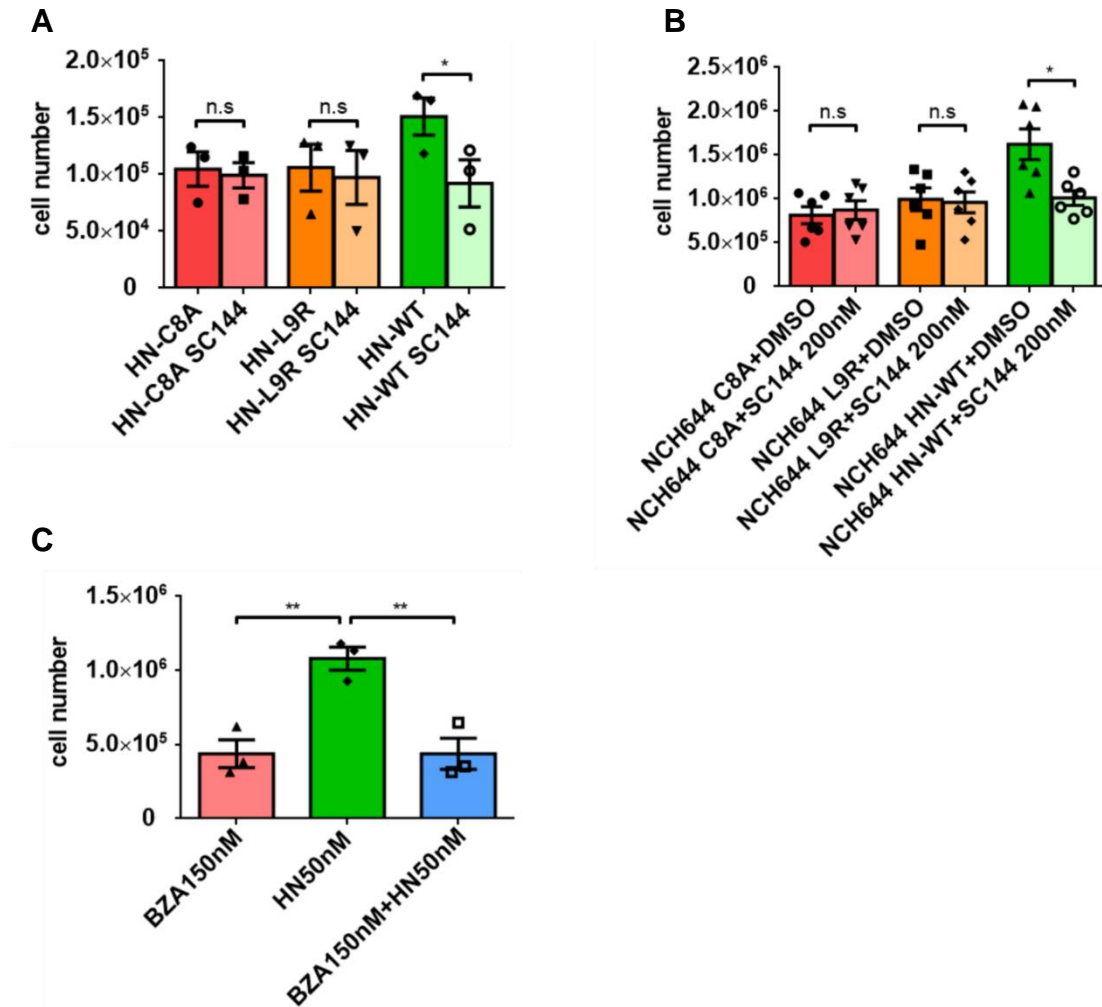 A
2.0×10⁵
1.5×10⁵
1.0×10⁵
5.0×10⁴
0
cell number
n.s
n.s
*
HN-C8A
HN-C8A SC144
HN-L9R
HN-L9R SC144
HN-WT
HN-WT SC144
B
2.5×10⁶
2.0×10⁶
1.5×10⁶
1.0×10⁶
5.0×10⁵
0
cell number
n.s
n.s
*
NCH644 C8A+DMSO
NCH644 C8A+SC144 200nM
NCH644 L9R+DMSO
NCH644 L9R+SC144 200nM
NCH644 HN-WT+DMSO
NCH644 HN-WT+SC144 200nM
C
1.5×10⁶
1.0×10⁶
5.0×10⁵
0
cell number
**
**
BZA150nM
HN50nM
BZA150nM+HN50nM